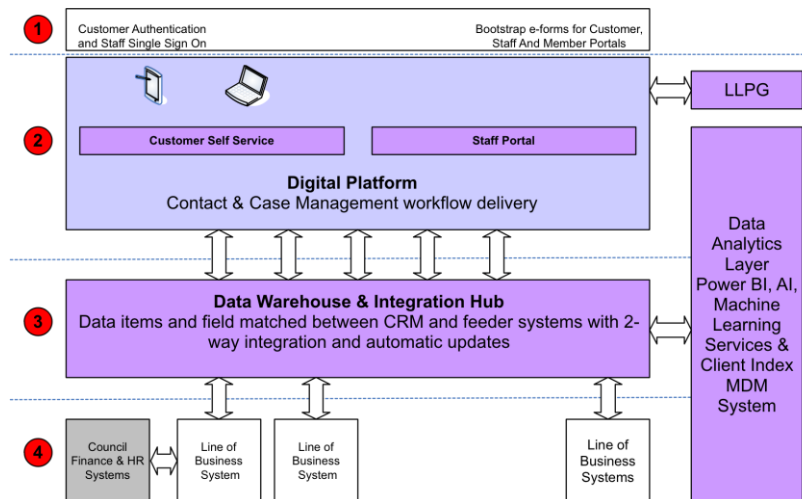 1
Customer Authentication
and Staff Single Sign On
Bootstrap e-forms for Customer,
Staff And Member Portals
2
LLPG
Customer Self Service
Staff Portal
Digital Platform
Contact & Case Management workflow delivery
Data
Analytics
Layer
Power BI, AI,
Machine
Learning
Services &
Client Index
MDM
System
3
Data Warehouse & Integration Hub
Data items and field matched between CRM and feeder systems with 2-
way integration and automatic updates
4
Council
Finance & HR
Systems
Line of
Business
System
Line of
Business
System
Line of
Business
Systems